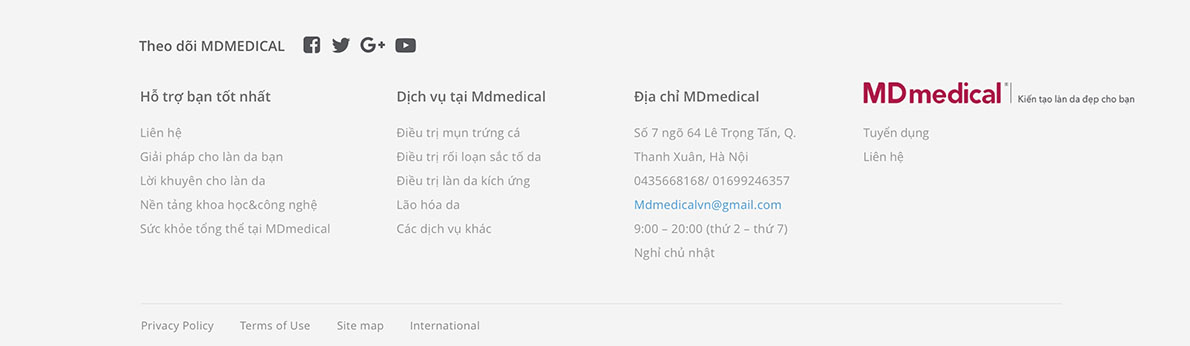 Theo dõi MDMEDICAL
Hỗ trợ bạn tốt nhất
Liên hệ
Giải pháp cho làn da bạn
Lời khuyên cho làn da
Nền tảng khoa học&công nghệ
Sức khỏe tổng thể tại MDmedical
Dịch vụ tại Mdmedical
Điều trị mụn trứng cá
Điều trị rối loạn sắc tố da
Điều trị làn da kích ứng
Lão hóa da
Các dịch vụ khác
Địa chỉ MDmedical
Số 7 ngõ 64 Lê Trọng Tấn, Q.
Thanh Xuân, Hà Nội
0435668168/ 01699246357
Mdmedicalvn@gmail.com
9:00 – 20:00 (thứ 2 – thứ 7)
Nghỉ chủ nhật
MDmedical® Kiến tạo làn da đẹp cho bạn
Tuyển dụng
Liên hệ
Privacy Policy Terms of Use Site map International